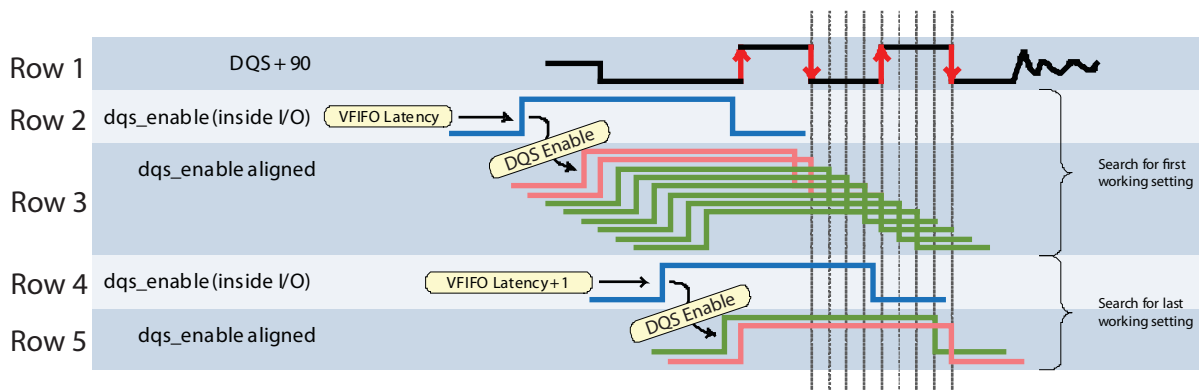 Row 1
DQS + 90
Row 2
dqs_enable (inside I/O)
VFIFO Latency
DQS Enable
Row 3
dqs_enable aligned
Search for first
working setting
Row 4
dqs_enable (inside I/O)
VFIFO Latency+1
DQS Enable
Row 5
dqs_enable aligned
Search for last
working setting